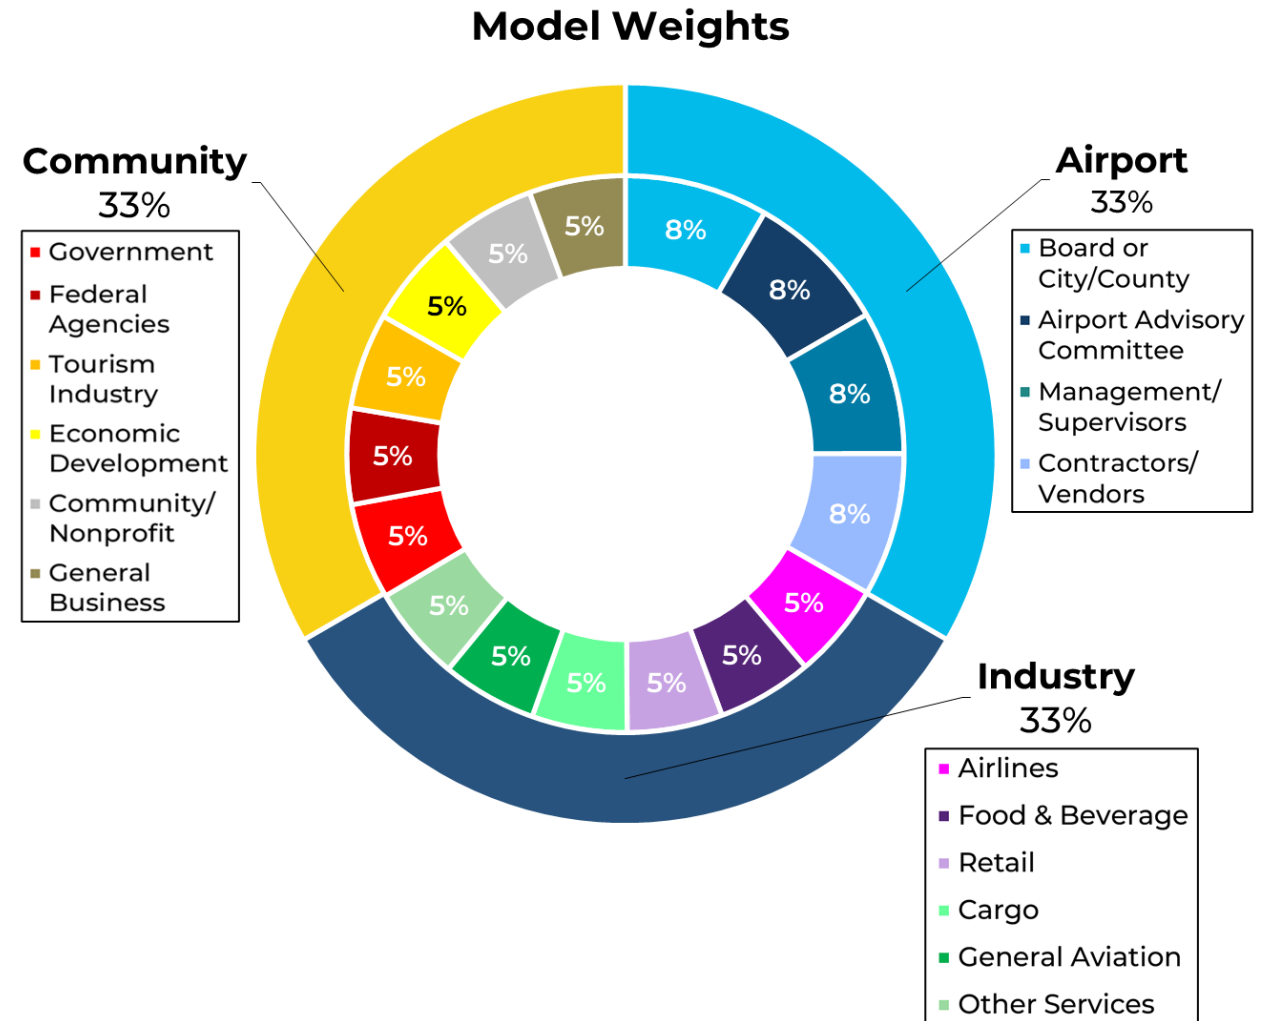 Model Weights
Community
33%
Government
Federal
Agencies
Tourism
Industry
Economic
Development
Community/
Nonprofit
General
Business
Airport
33%
Board or
City/County
Airport Advisory
Committee
Management/
Supervisors
Contractors/
Vendors
8%
8%
8%
8%
5%
5%
5%
5%
5%
5%
5%
5%
5%
5%
5%
5%
Industry
33%
Airlines
Food & Beverage
Retail
Cargo
General Aviation
Other Services